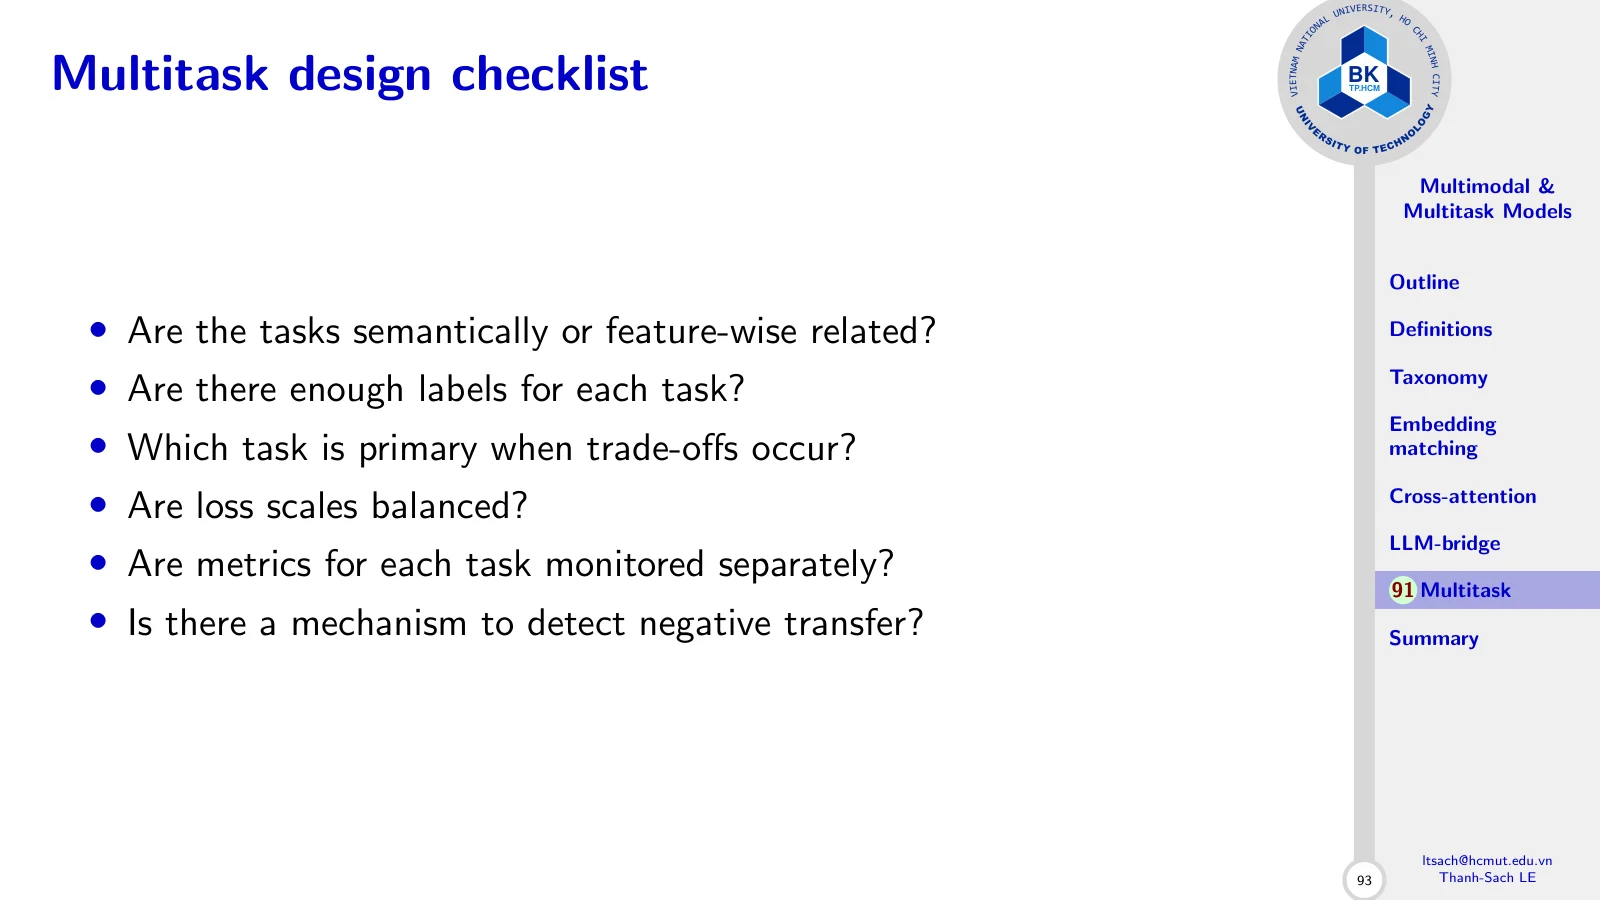 Multitask design checklist
• Are the tasks semantically or feature-wise related?
• Are there enough labels for each task?
• Which task is primary when trade-offs occur?
• Are loss scales balanced?
• Are metrics for each task monitored separately?
• Is there a mechanism to detect negative transfer?
VIETNAM NATIONAL UNIVERSITY, HO CHI MINH CITY
BK
TP.HCM
UNIVERSITY OF TECHNOLOGY
Multimodal &
Multitask Models
Outline
Definitions
Taxonomy
Embedding
matching
Cross-attention
LLM-bridge
91 Multitask
Summary
ltsach@hcmut.edu.vn
Thanh-Sach LE
93